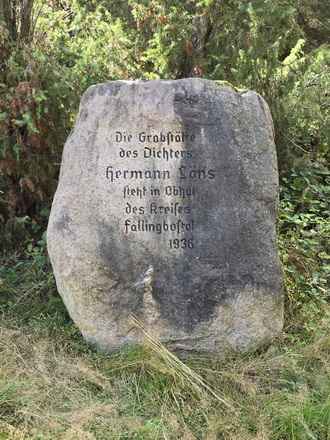 Die Grabstätte
des Dichters
Hermann Löns
steht in Obhut
des Kreises
Fallingbostel
1936